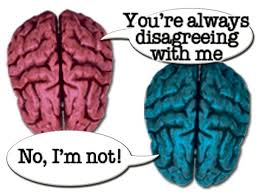 You're always
disagreeing
with me
No, I'm not!